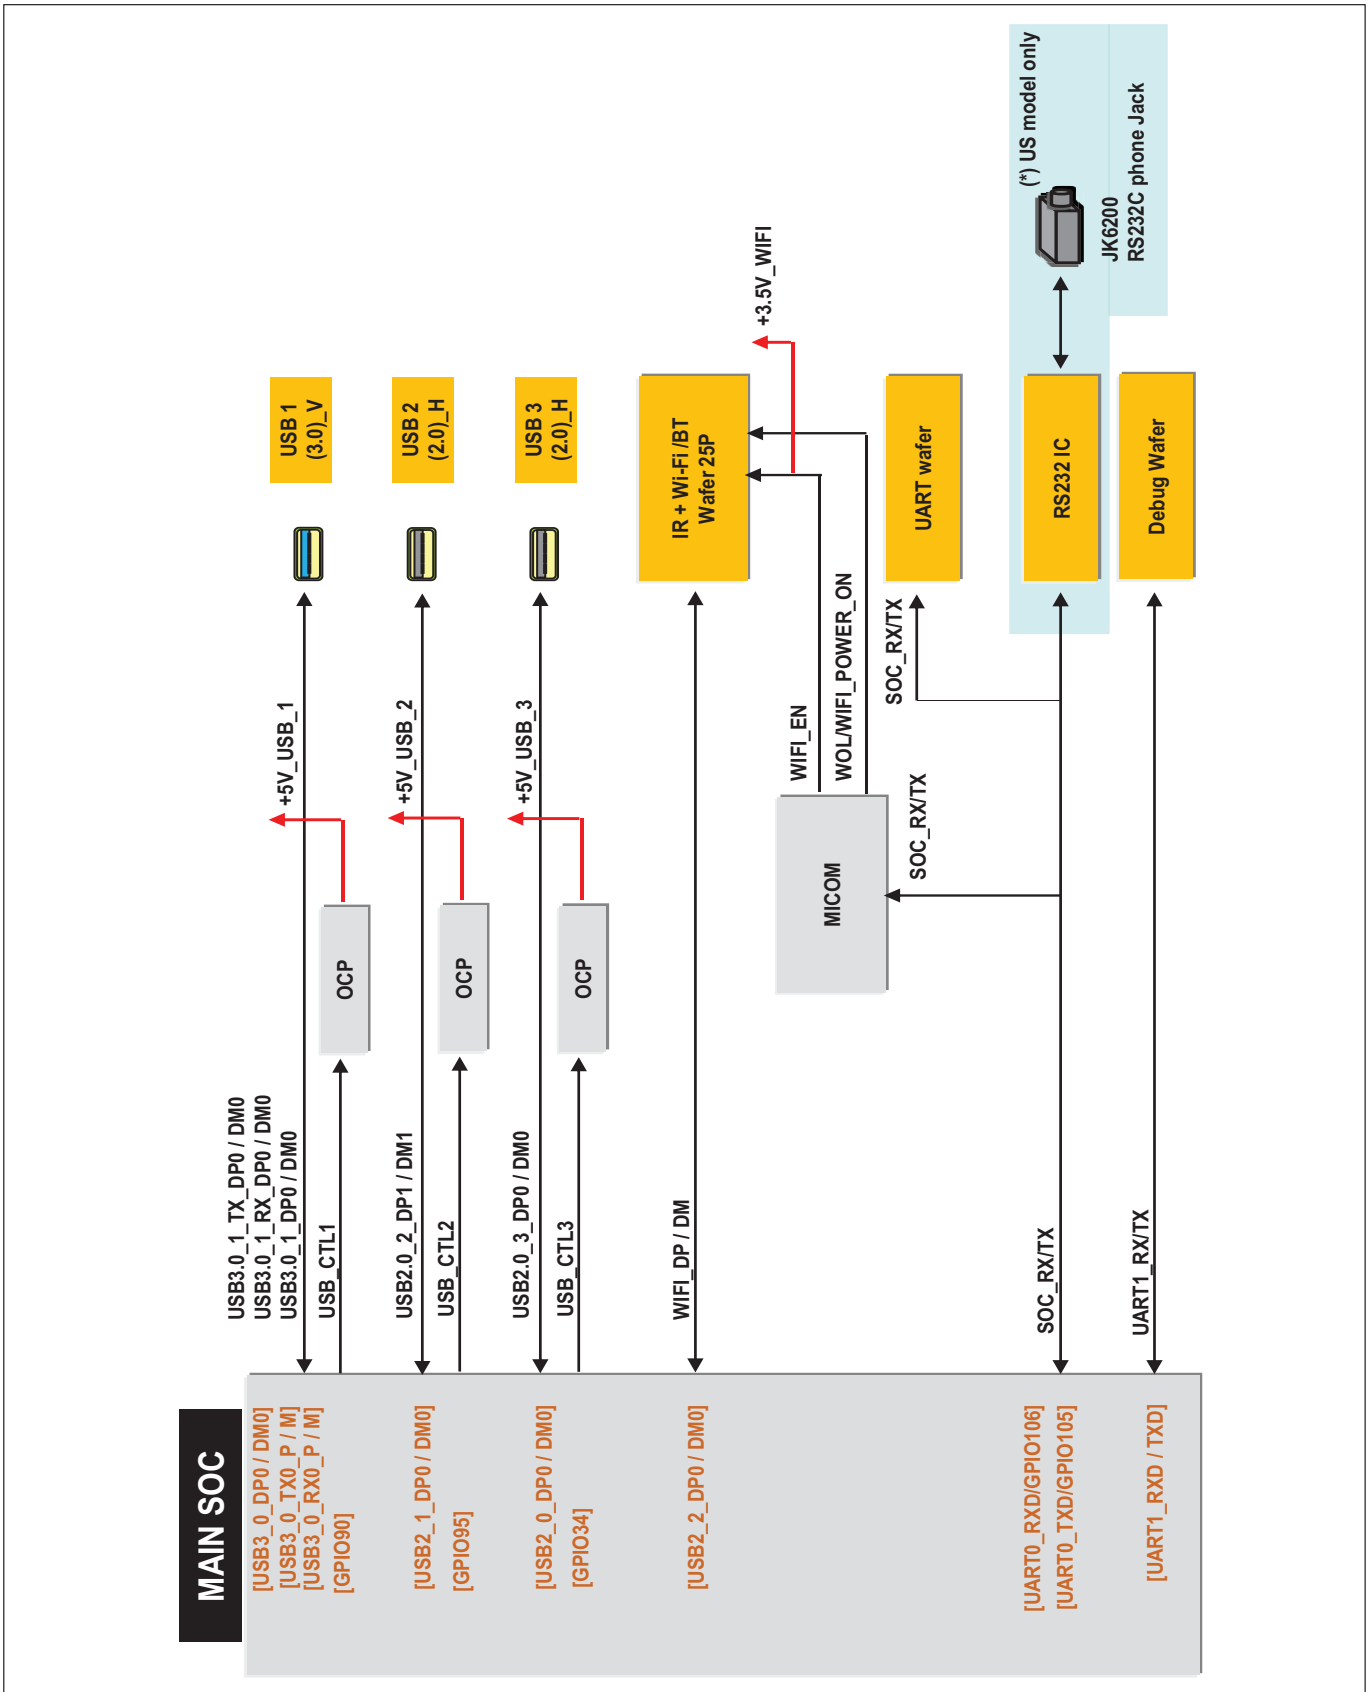 MAIN SOC
[USB3_0_DP0 / DM0]
[USB3_0_TX0_P / M]
[USB3_0_RX0_P / M]
[GPIO90]
[USB2_1_DP0 / DM0]
[GPIO95]
[USB2_0_DP0 / DM0]
[GPIO34]
[USB2_2_DP0 / DM0]
[UART0_RXD/GPIO106]
[UART0_TXD/GPIO105]
[UART1_RXD / TXD]
USB3.0_1_TX_DP0 / DM0
USB3.0_1_RX_DP0 / DM0
USB3.0_1_DP0 / DM0
USB_CTL1
USB2.0_2_DP1 / DM1
USB_CTL2
USB2.0_3_DP0 / DM0
USB_CTL3
WIFI_DP / DM
SOC_RX/TX
UART1_RX/TX
OCP
OCP
OCP
MICOM
+5V_USB_1
+5V_USB_2
+5V_USB_3
WIFI_EN
WOL/WIFI_POWER_ON
SOC_RX/TX
SOC_RX/TX
USB 1
(3.0)_V
USB 2
(2.0)_H
USB 3
(2.0)_H
IR + Wi-Fi /BT
Wafer 25P
+3.5V_WIFI
UART wafer
RS232 IC
Debug Wafer
(*) US model only
JK6200
RS232C phone Jack